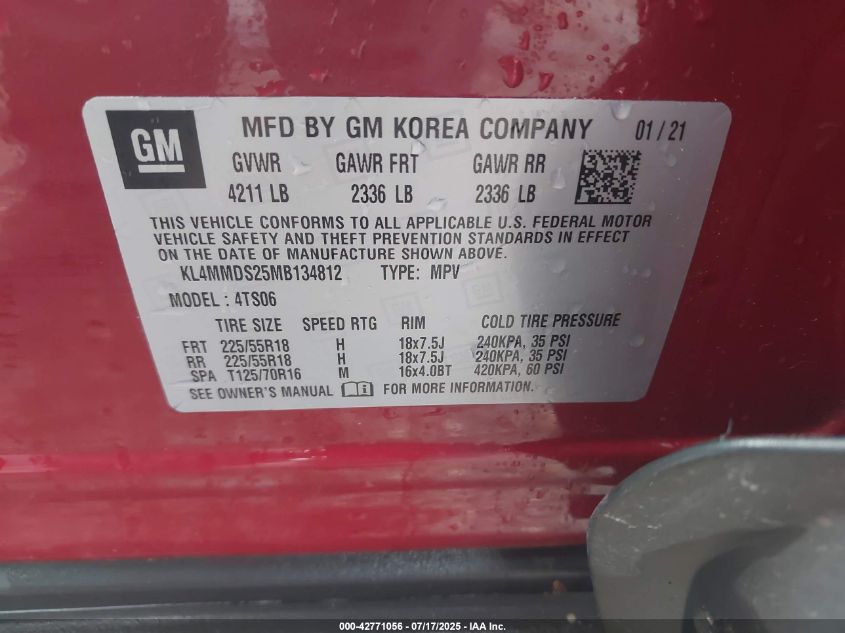 GM
MFD BY GM KOREA COMPANY 01 / 21
GVWR GAWR FRT GAWR RR
4211 LB 2336 LB 2336 LB
THIS VEHICLE CONFORMS TO ALL APPLICABLE U.S. FEDERAL MOTOR
VEHICLE SAFETY AND THEFT PREVENTION STANDARDS IN EFFECT
ON THE DATE OF MANUFACTURE SHOWN ABOVE.
KL4MMDS25MB134812 TYPE: MPV
MODEL : 4TS06
TIRE SIZE SPEED RTG RIM COLD TIRE PRESSURE
FRT 225/55R18 H 18x7.5J 240KPA, 35 PSI
RR 225/55R18 H 18x7.5J 240KPA, 35 PSI
SPA T125/70R16 M 16x4.0BT 420KPA, 60 PSI
SEE OWNER'S MANUAL FOR MORE INFORMATION.
000-42771056 - 07/17/2025 - IAA Inc.